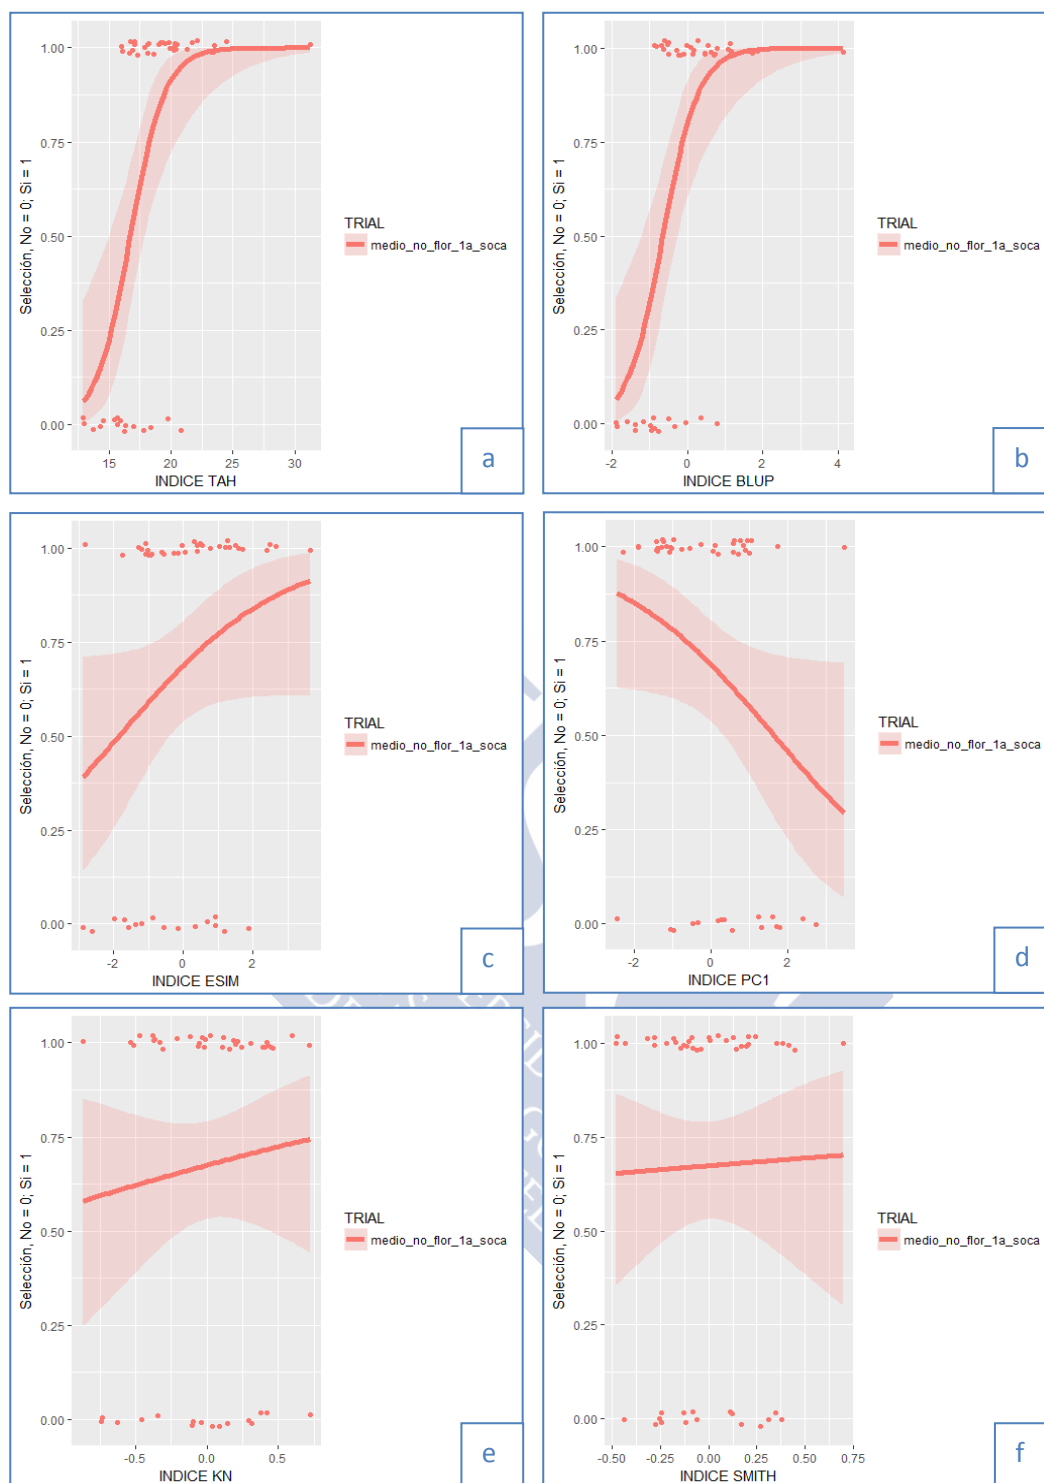 1.00
0.75
0.50
0.25
0.00
Selección, No = 0; Si = 1
15 20 25 30
INDICE TAH
TRIAL
medio_no_flor_1a_soca
a
1.00
0.75
0.50
0.25
0.00
Selección, No = 0; Si = 1
-2 0 2 4
INDICE BLUP
TRIAL
medio_no_flor_1a_soca
b
1.00
0.75
0.50
0.25
0.00
Selección, No = 0; Si = 1
-2 0 2
INDICE ESIM
TRIAL
medio_no_flor_1a_soca
c
1.00
0.75
0.50
0.25
0.00
Selección, No = 0; Si = 1
-2 0 2
INDICE PC1
TRIAL
medio_no_flor_1a_soca
d
1.00
0.75
0.50
0.25
0.00
Selección, No = 0; Si = 1
-0.5 0.0 0.5
INDICE KN
TRIAL
medio_no_flor_1a_soca
e
1.00
0.75
0.50
0.25
0.00
Selección, No = 0; Si = 1
-0.50 -0.25 0.00 0.25 0.50 0.75
INDICE SMITH
TRIAL
medio_no_flor_1a_soca
f